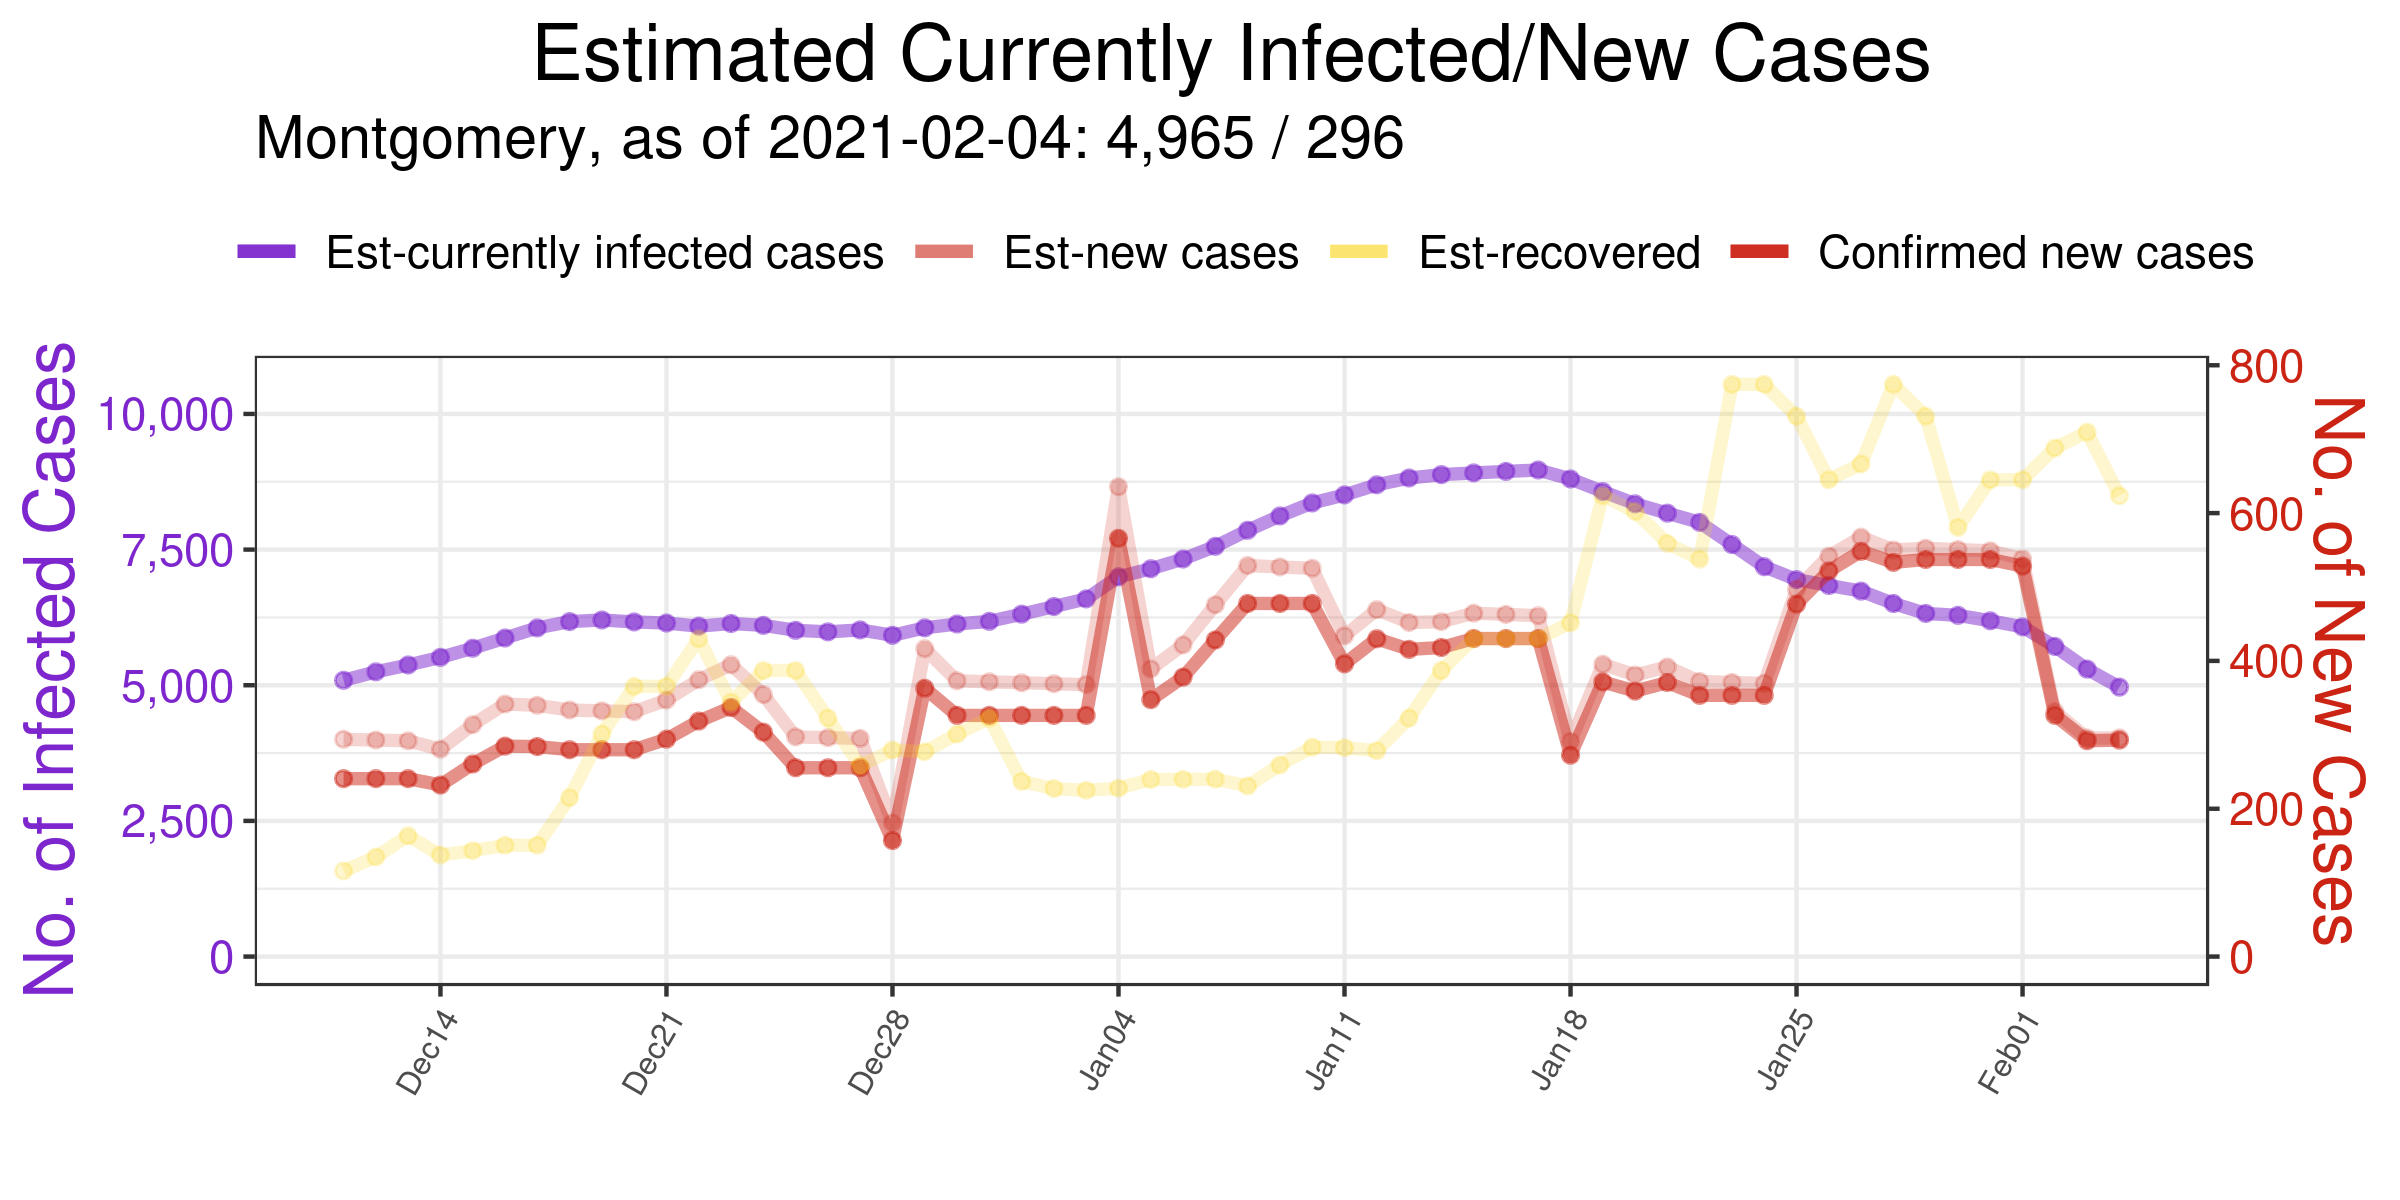 Estimated Currently Infected/New Cases
Montgomery, as of 2021-02-04: 4,965 / 296
Est-currently infected cases Est-new cases Est-recovered Confirmed new cases
No. of Infected Cases
10,000
7,500
5,000
2,500
0
800
600
400
200
0
No. of New Cases
Dec14 Dec21 Dec28 Jan04 Jan11 Jan18 Jan25 Feb01